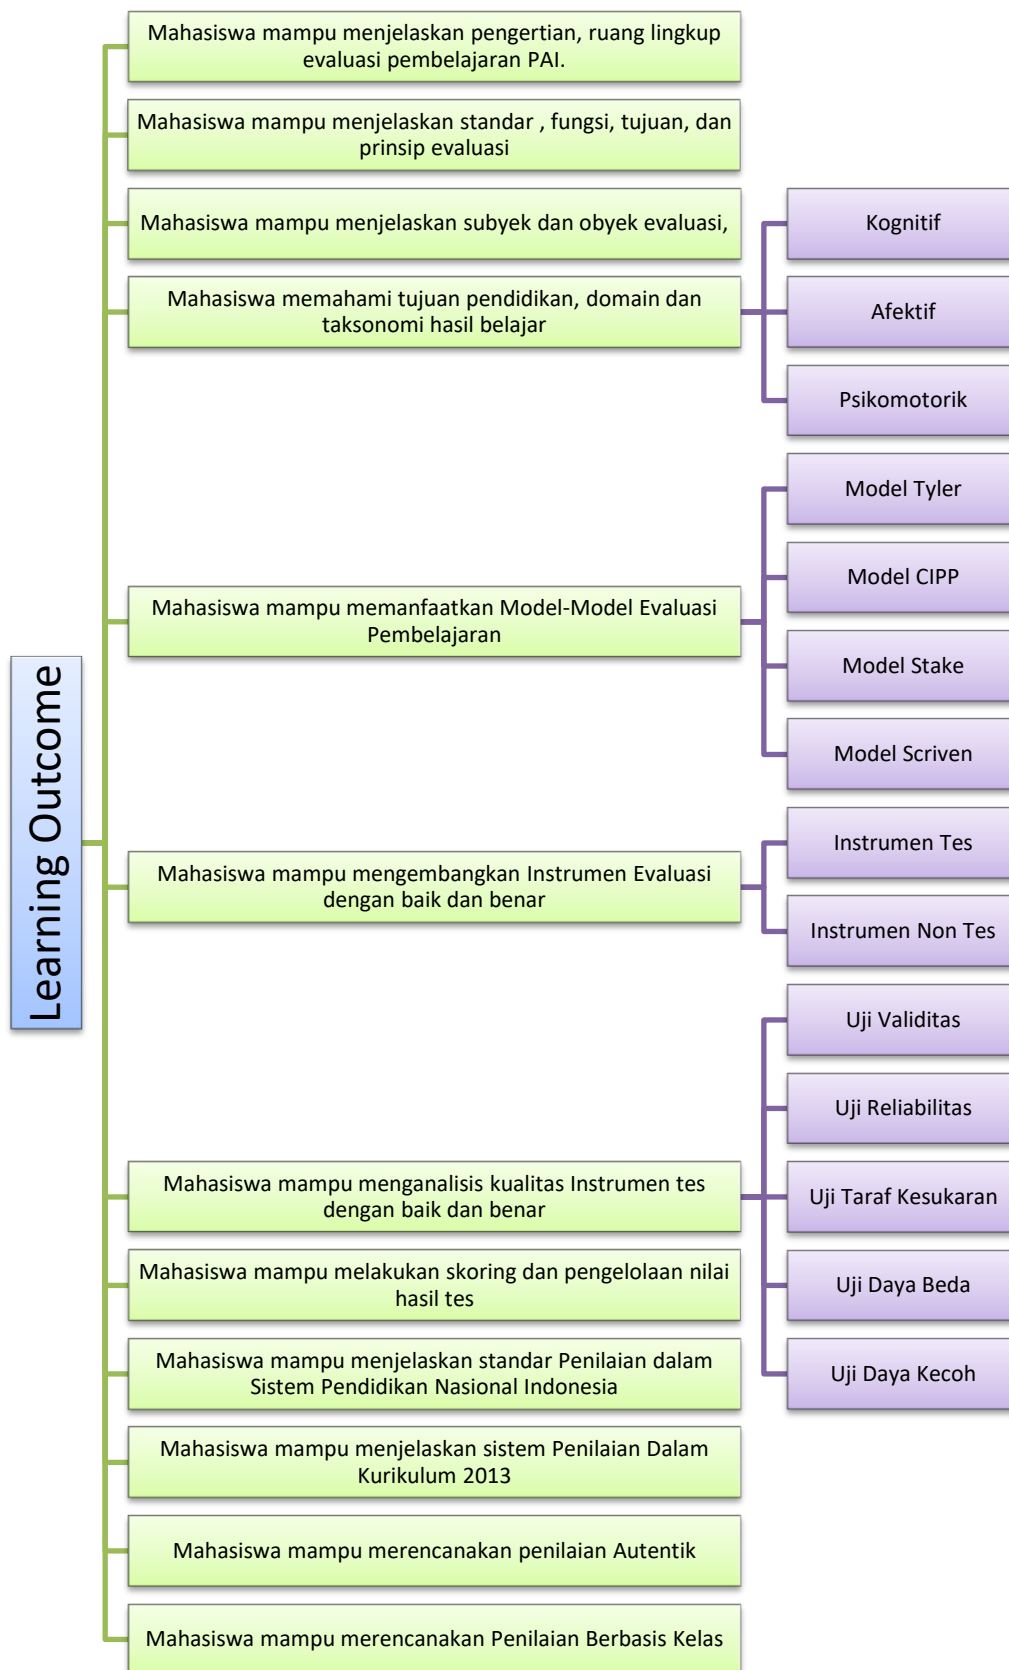 Learning Outcome
Mahasiswa mampu menjelaskan pengertian, ruang lingkup
evaluasi pembelajaran PAI.
Mahasiswa mampu menjelaskan standar , fungsi, tujuan, dan
prinsip evaluasi
Mahasiswa mampu menjelaskan subyek dan obyek evaluasi,
Mahasiswa memahami tujuan pendidikan, domain dan
taksonomi hasil belajar
Kognitif
Afektif
Psikomotorik
Mahasiswa mampu memanfaatkan Model-Model Evaluasi
Pembelajaran
Model Tyler
Model CIPP
Model Stake
Model Scriven
Mahasiswa mampu mengembangkan Instrumen Evaluasi
dengan baik dan benar
Instrumen Tes
Instrumen Non Tes
Mahasiswa mampu menganalisis kualitas Instrumen tes
dengan baik dan benar
Uji Validitas
Uji Reliabilitas
Uji Taraf Kesukaran
Uji Daya Beda
Uji Daya Kecoh
Mahasiswa mampu melakukan skoring dan pengelolaan nilai
hasil tes
Mahasiswa mampu menjelaskan standar Penilaian dalam
Sistem Pendidikan Nasional Indonesia
Mahasiswa mampu menjelaskan sistem Penilaian Dalam
Kurikulum 2013
Mahasiswa mampu merencanakan penilaian Autentik
Mahasiswa mampu merencanakan Penilaian Berbasis Kelas